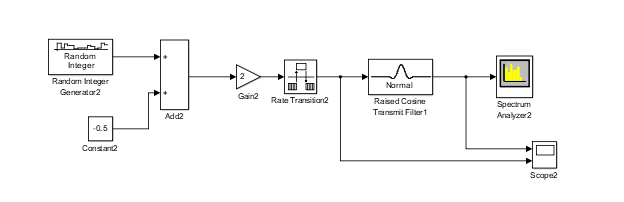 Random
Integer
Random Integer
Generator2
+
+
Add2
-0.5
Constant2
2
Gain2
Rate Transition2
Normal
Raised Cosine
Transmit Filter1
Spectrum
Analyzer2
Scope2